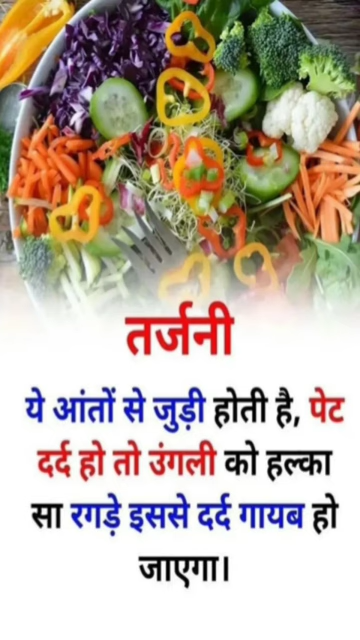 तर्जनी
ये आंतों से जुड़ी होती है, पेट
दर्द हो तो उंगली को हल्का
सा रगड़े इससे दर्द गायब हो
जाएगा।